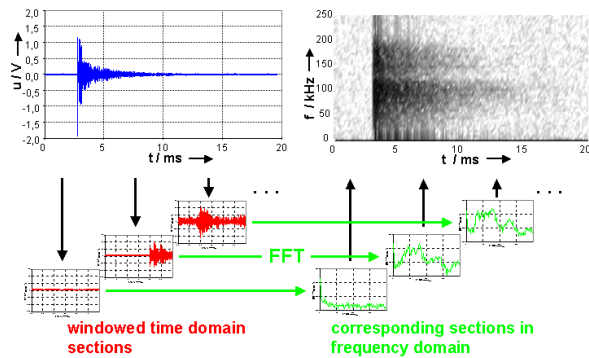 2,0
1,5
1,0
0,5
0,0
-0,5
-1,0
-1,5
-2,0
u / V
0 5 10 15 20
t / ms
250
200
150
100
50
0
f / kHz
0 5 10 15 20
t / ms
. . .
. . .
FFT
windowed time domain
sections
corresponding sections in
frequency domain